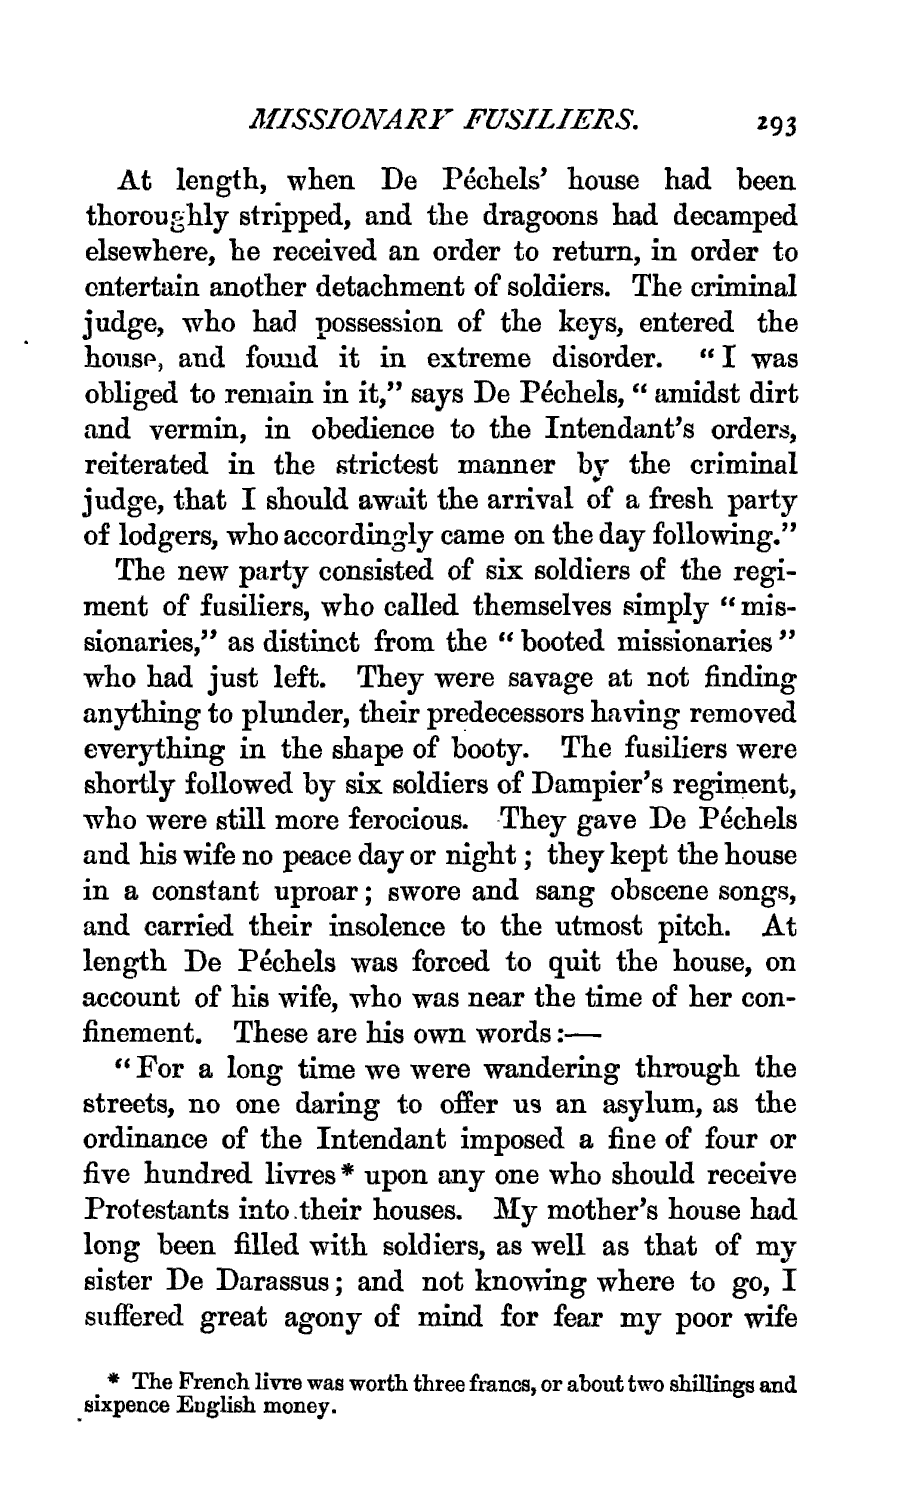 MISSIONARY FUSILIERS. 293
At length, when De Péchels' house had been
thoroughly stripped, and the dragoons had decamped
elsewhere, he received an order to return, in order to
entertain another detachment of soldiers. The criminal
judge, who had possession of the keys, entered the
house, and found it in extreme disorder. “I was
obliged to remain in it,” says De Péchels, “amidst dirt
and vermin, in obedience to the Intendant's orders,
reiterated in the strictest manner by the criminal
judge, that I should await the arrival of a fresh party
of lodgers, who accordingly came on the day following.”
The new party consisted of six soldiers of the regi-
ment of fusiliers, who called themselves simply “mis-
sionaries,” as distinct from the “booted missionaries”
who had just left. They were savage at not finding
anything to plunder, their predecessors having removed
everything in the shape of booty. The fusiliers were
shortly followed by six soldiers of Dampier's regiment,
who were still more ferocious. They gave De Péchels
and his wife no peace day or night; they kept the house
in a constant uproar; swore and sang obscene songs,
and carried their insolence to the utmost pitch. At
length De Péchels was forced to quit the house, on
account of his wife, who was near the time of her con-
finement. These are his own words:—
“For a long time we were wandering through the
streets, no one daring to offer us an asylum, as the
ordinance of the Intendant imposed a fine of four or
five hundred livres* upon any one who should receive
Protestants into their houses. My mother's house had
long been filled with soldiers, as well as that of my
sister De Darassus; and not knowing where to go, I
suffered great agony of mind for fear my poor wife
* The French livre was worth three francs, or about two shillings and
sixpence English money.